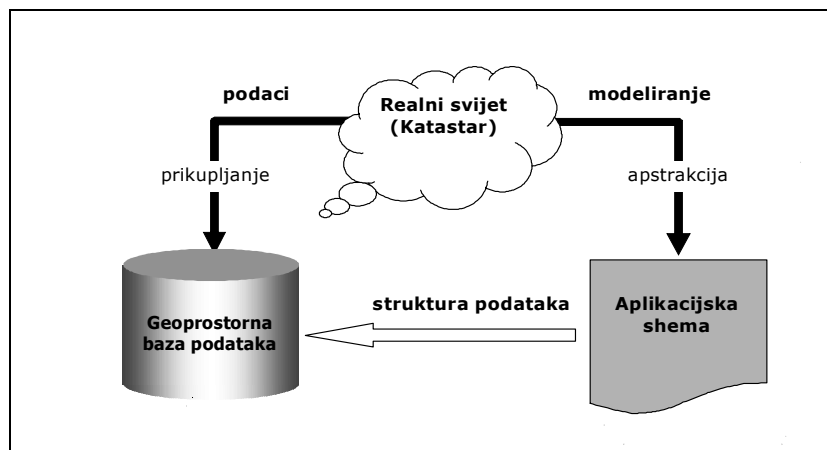 podaci
Realni svijet
(Katastar)
modeliranje
prikupljanje
apstrakcija
struktura podataka
Geoprostorna
baza podataka
Aplikacijska
shema